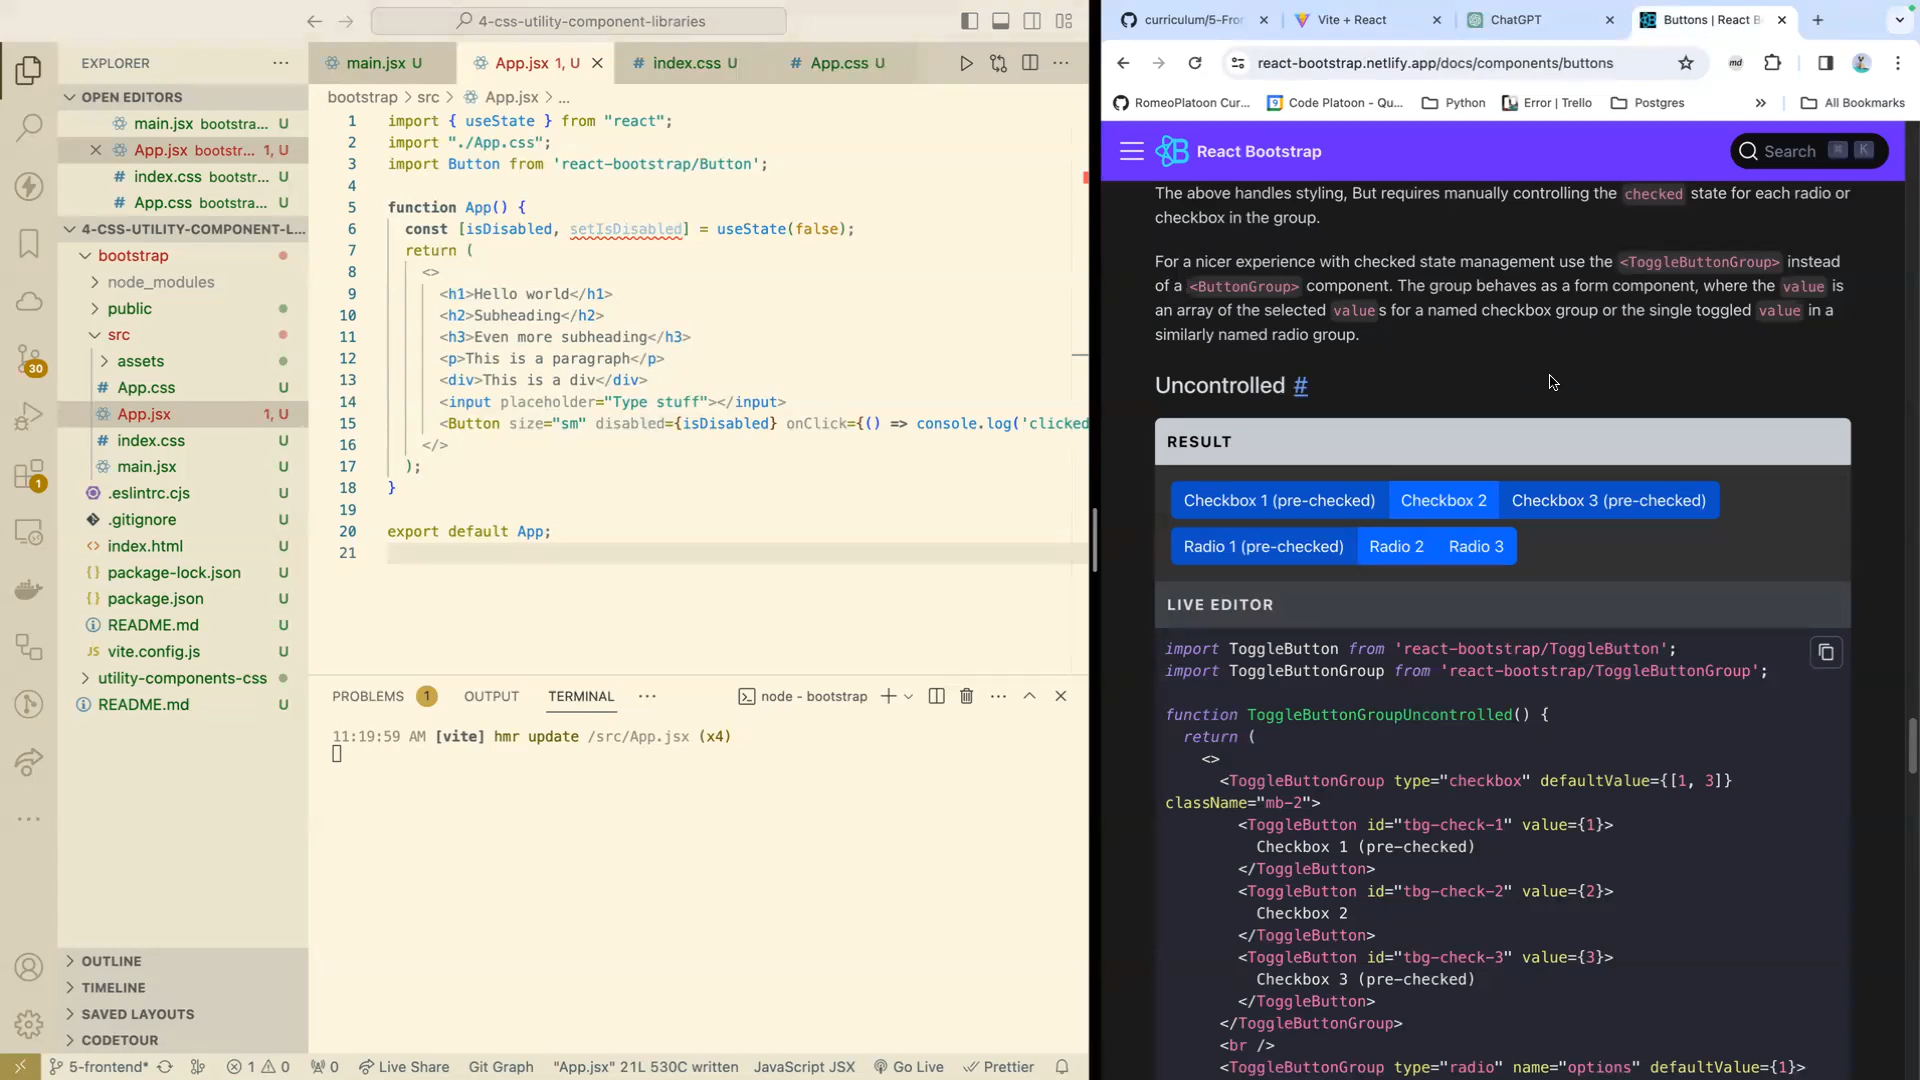 4-css-utility-component-libraries
EXPLORER
OPEN EDITORS
main.jsx bootstra... U
App.jsx bootstr... 1, U
index.css bootstr... U
App.css bootstra... U
4-CSS-UTILITY-COMPONENT-L...
bootstrap
node_modules
public
src
assets
App.css U
App.jsx 1, U
index.css U
main.jsx U
.eslintrc.cjs U
.gitignore U
index.html U
package-lock.json U
package.json U
README.md U
vite.config.js U
utility-components-css
README.md U
OUTLINE
TIMELINE
SAVED LAYOUTS
CODETOUR
30
1
main.jsx U
App.jsx 1, U
index.css U
App.css U
bootstrap > src > App.jsx > ...
1 import { useState } from "react";
2 import "./App.css";
3 import Button from 'react-bootstrap/Button';
4
5 function App() {
6 const [isDisabled, setIsDisabled] = useState(false);
7 return (
8 <>
9 <h1>Hello world</h1>
10 <h2>Subheading</h2>
11 <h3>Even more subheading</h3>
12 <p>This is a paragraph</p>
13 <div>This is a div</div>
14 <input placeholder="Type stuff"></input>
15 <Button size="sm" disabled={isDisabled} onClick={() => console.log('clicked
16 </>
17 );
18 }
19
20 export default App;
21
PROBLEMS 1 OUTPUT TERMINAL ... node - bootstrap
11:19:59 AM [vite] hmr update /src/App.jsx (x4)
5-frontend* 1 0 0 Live Share Git Graph "App.jsx" 21L 530C written JavaScript JSX Go Live Prettier
curriculum/5-Fro
Vite + React
ChatGPT
Buttons | React B
react-bootstrap.netlify.app/docs/components/buttons
md
RomeoPlatoon Cur...
Code Platoon - Qu...
Python
Error | Trello
Postgres
»
All Bookmarks
React Bootstrap
Search ⌘ K
The above handles styling, But requires manually controlling the checked state for each radio or
checkbox in the group.
For a nicer experience with checked state management use the <ToggleButtonGroup> instead
of a <ButtonGroup> component. The group behaves as a form component, where the value is
an array of the selected values for a named checkbox group or the single toggled value in a
similarly named radio group.
Uncontrolled #
RESULT
Checkbox 1 (pre-checked) Checkbox 2 Checkbox 3 (pre-checked)
Radio 1 (pre-checked) Radio 2 Radio 3
LIVE EDITOR
import ToggleButton from 'react-bootstrap/ToggleButton';
import ToggleButtonGroup from 'react-bootstrap/ToggleButtonGroup';
function ToggleButtonGroupUncontrolled() {
return (
<>
<ToggleButtonGroup type="checkbox" defaultValue={[1, 3]}
className="mb-2">
<ToggleButton id="tbg-check-1" value={1}>
Checkbox 1 (pre-checked)
</ToggleButton>
<ToggleButton id="tbg-check-2" value={2}>
Checkbox 2
</ToggleButton>
<ToggleButton id="tbg-check-3" value={3}>
Checkbox 3 (pre-checked)
</ToggleButton>
</ToggleButtonGroup>
<br />
<ToggleButtonGroup type="radio" name="options" defaultValue={1}>